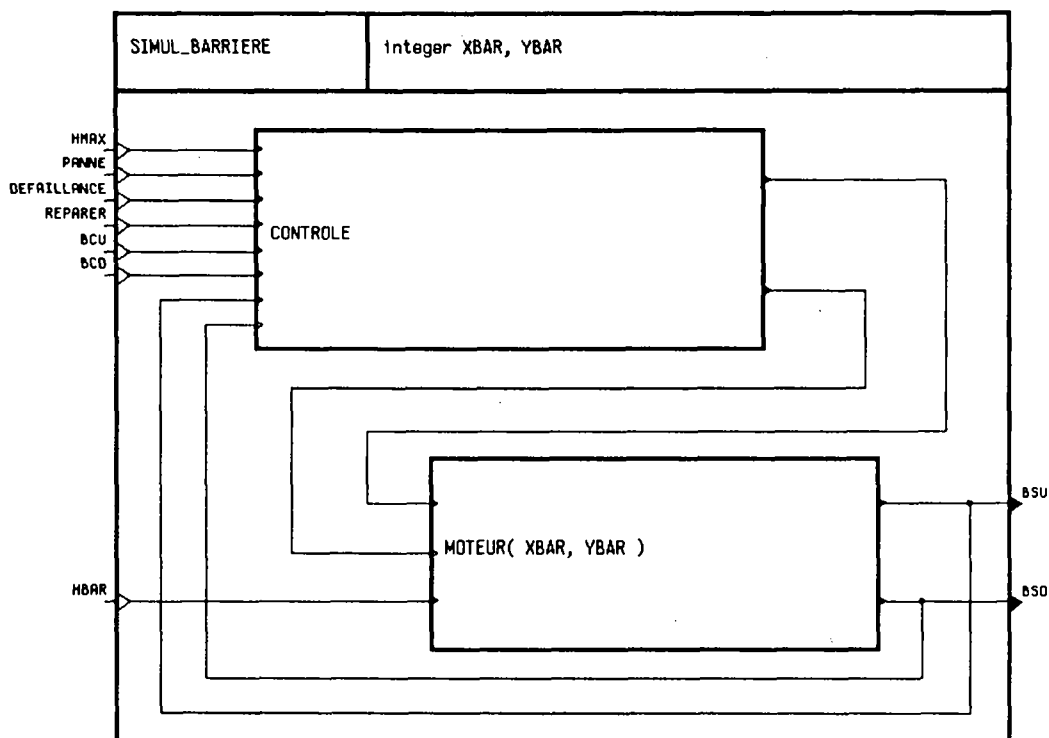 SIMUL_BARRIERE
integer XBAR, YBAR
HMAX
PANNE
DEFAILLANCE
REPARER
BCU
BCD
CONTROLE
MOTEUR( XBAR, YBAR )
HBAR
BSU
BSD